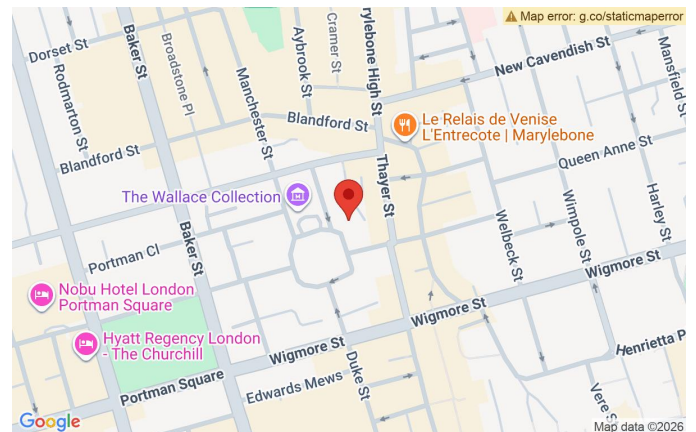 Map error: g.co/staticmaperror
Dorset St
Rodmarton St
Baker St
Broadstone Pl
Manchester St
Aybrook St
Cramer St
rylebone High St
New Cavendish St
Mansfield St
Blandford St
Le Relais de Venise
L'Entrecote | Marylebone
Blandford St
Queen Anne St
Thayer St
The Wallace Collection
Welbeck St
Wimpole St
Harley St
Portman Cl
Baker St
Wigmore St
Nobu Hotel London
Portman Square
Wigmore St
Hyatt Regency London
- The Churchill
Wigmore St
Duke St
Henrietta P
Portman Square
Edwards Mews
Vere S
Google
Map data ©2026